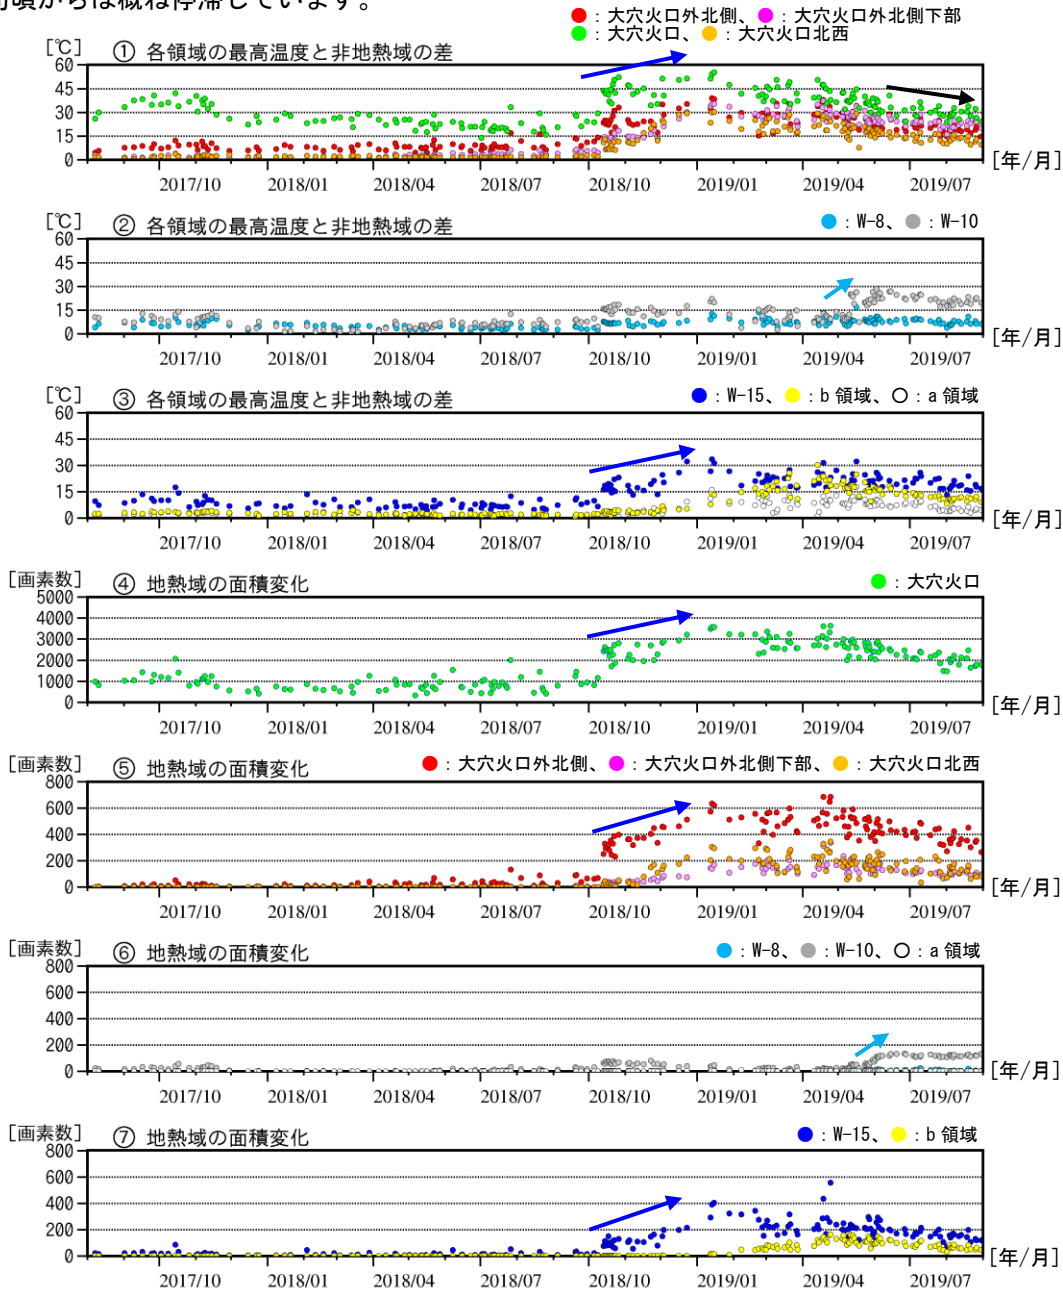 頃からは概ね停滞しています。
●：大穴火口外北側、●：大穴火口外北側下部
●：大穴火口、●：大穴火口北西
[℃] ① 各領域の最高温度と非地熱域の差
60
45
30
15
0
2017/10 2018/01 2018/04 2018/07 2018/10 2019/01 2019/04 2019/07 [年/月]
[℃] ② 各領域の最高温度と非地熱域の差 ●：W-8、●：W-10
60
45
30
15
0
2017/10 2018/01 2018/04 2018/07 2018/10 2019/01 2019/04 2019/07 [年/月]
[℃] ③ 各領域の最高温度と非地熱域の差 ●：W-15、●：b 領域、○：a 領域
60
45
30
15
0
2017/10 2018/01 2018/04 2018/07 2018/10 2019/01 2019/04 2019/07 [年/月]
[画素数] ④ 地熱域の面積変化 ●：大穴火口
5000
4000
3000
2000
1000
0
2017/10 2018/01 2018/04 2018/07 2018/10 2019/01 2019/04 2019/07 [年/月]
[画素数] ⑤ 地熱域の面積変化 ●：大穴火口外北側、●：大穴火口外北側下部、●：大穴火口北西
800
600
400
200
0
2017/10 2018/01 2018/04 2018/07 2018/10 2019/01 2019/04 2019/07 [年/月]
[画素数] ⑥ 地熱域の面積変化 ●：W-8、●：W-10、○：a 領域
800
600
400
200
0
2017/10 2018/01 2018/04 2018/07 2018/10 2019/01 2019/04 2019/07 [年/月]
[画素数] ⑦ 地熱域の面積変化 ●：W-15、●：b 領域
800
600
400
200
0
2017/10 2018/01 2018/04 2018/07 2018/10 2019/01 2019/04 2019/07 [年/月]